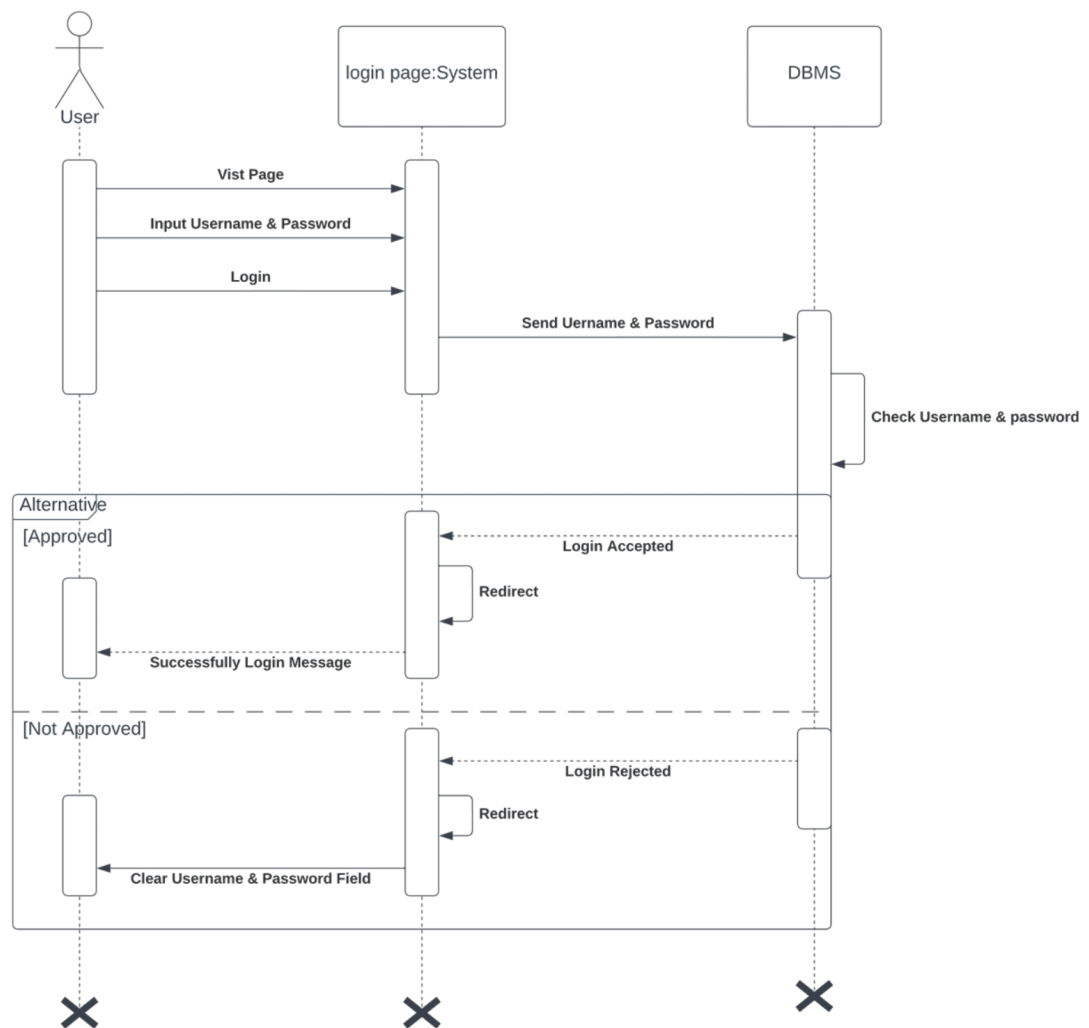 User
login page:System
DBMS
Vist Page
Input Username & Password
Login
Send Uername & Password
Check Username & password
Alternative
[Approved]
Login Accepted
Redirect
Successfully Login Message
[Not Approved]
Login Rejected
Redirect
Clear Username & Password Field